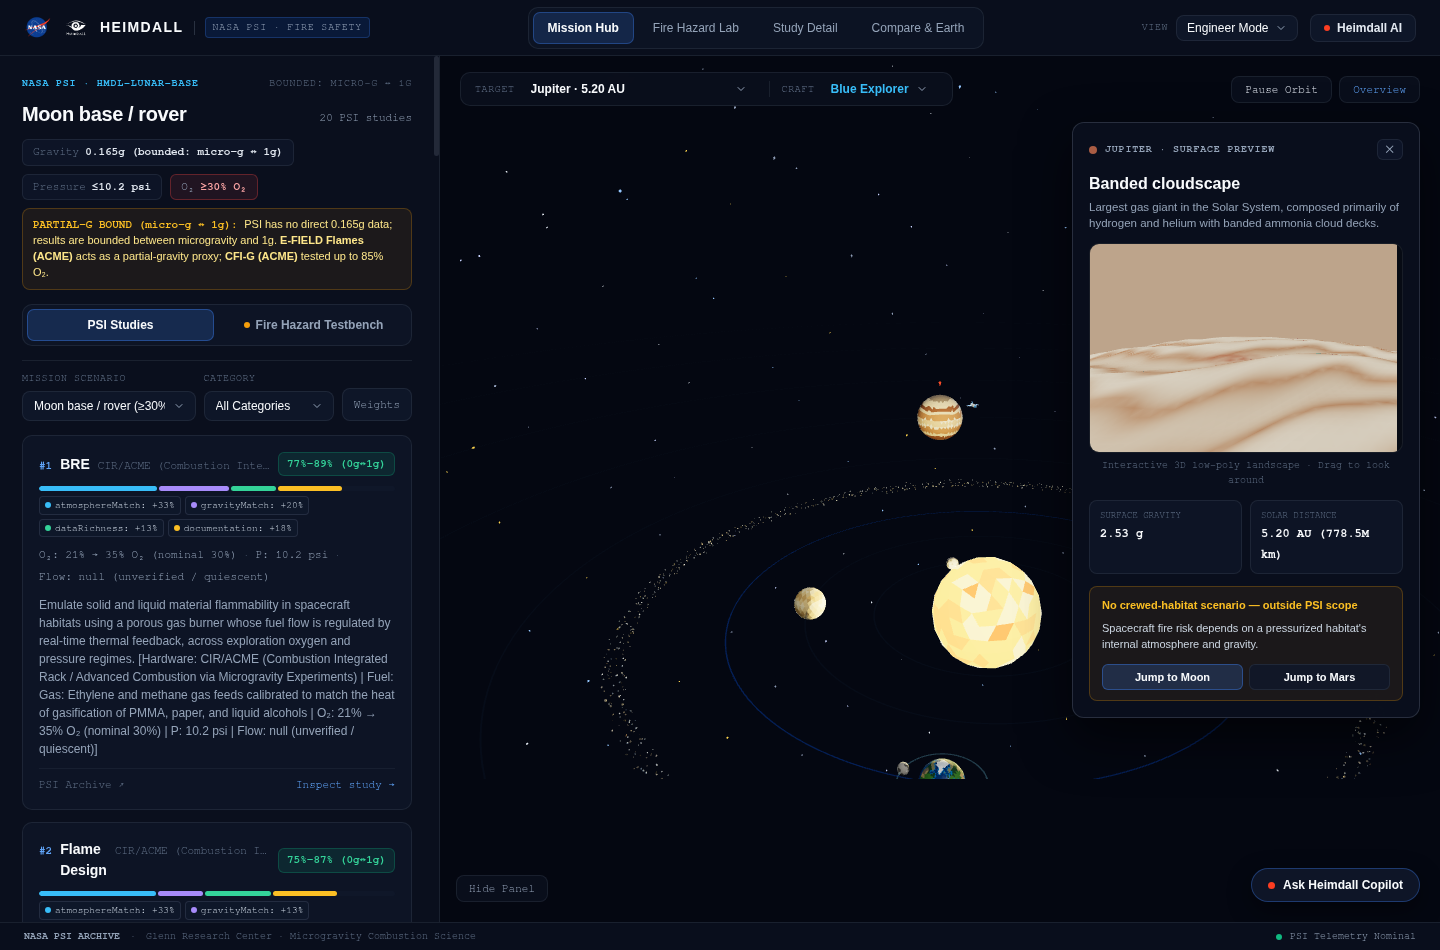 NASA
HEIMDALL
HEIMDALL
NASA PSI · FIRE SAFETY
Mission Hub
Fire Hazard Lab
Study Detail
Compare & Earth
VIEW
Engineer Mode
Heimdall AI
NASA PSI · HMDL-LUNAR-BASE
BOUNDED: MICRO-G ↔ 1G
Moon base / rover
20 PSI studies
Gravity 0.165g (bounded: micro-g ↔ 1g)
Pressure ≤10.2 psi
O₂ ≥30% O₂
PARTIAL-G BOUND (micro-g ↔ 1g): PSI has no direct 0.165g data;
results are bounded between microgravity and 1g. E-FIELD Flames
(ACME) acts as a partial-gravity proxy; CFI-G (ACME) tested up to 85%
O₂.
PSI Studies
Fire Hazard Testbench
MISSION SCENARIO
CATEGORY
Moon base / rover (≥30%
All Categories
Weights
#1 BRE CIR/ACME (Combustion Inte… 77%–89% (0g↔1g)
atmosphereMatch: +33%
gravityMatch: +20%
dataRichness: +13%
documentation: +18%
O₂: 21% → 35% O₂ (nominal 30%) · P: 10.2 psi ·
Flow: null (unverified / quiescent)
Emulate solid and liquid material flammability in spacecraft
habitats using a porous gas burner whose fuel flow is regulated by
real-time thermal feedback, across exploration oxygen and
pressure regimes. [Hardware: CIR/ACME (Combustion Integrated
Rack / Advanced Combustion via Microgravity Experiments) | Fuel:
Gas: Ethylene and methane gas feeds calibrated to match the heat
of gasification of PMMA, paper, and liquid alcohols | O₂: 21% →
35% O₂ (nominal 30%) | P: 10.2 psi | Flow: null (unverified /
quiescent)]
PSI Archive ↗
Inspect study →
#2 Flame CIR/ACME (Combustion I… 75%–87% (0g↔1g)
Design
atmosphereMatch: +33%
gravityMatch: +13%
TARGET
Jupiter · 5.20 AU
CRAFT
Blue Explorer
Pause Orbit
Overview
JUPITER · SURFACE PREVIEW
Banded cloudscape
Largest gas giant in the Solar System, composed primarily of
hydrogen and helium with banded ammonia cloud decks.
Interactive 3D low-poly landscape · Drag to look
around
SURFACE GRAVITY
2.53 g
SOLAR DISTANCE
5.20 AU (778.5M
km)
No crewed-habitat scenario — outside PSI scope
Spacecraft fire risk depends on a pressurized habitat's
internal atmosphere and gravity.
Jump to Moon
Jump to Mars
Hide Panel
Ask Heimdall Copilot
NASA PSI ARCHIVE · Glenn Research Center · Microgravity Combustion Science
PSI Telemetry Nominal